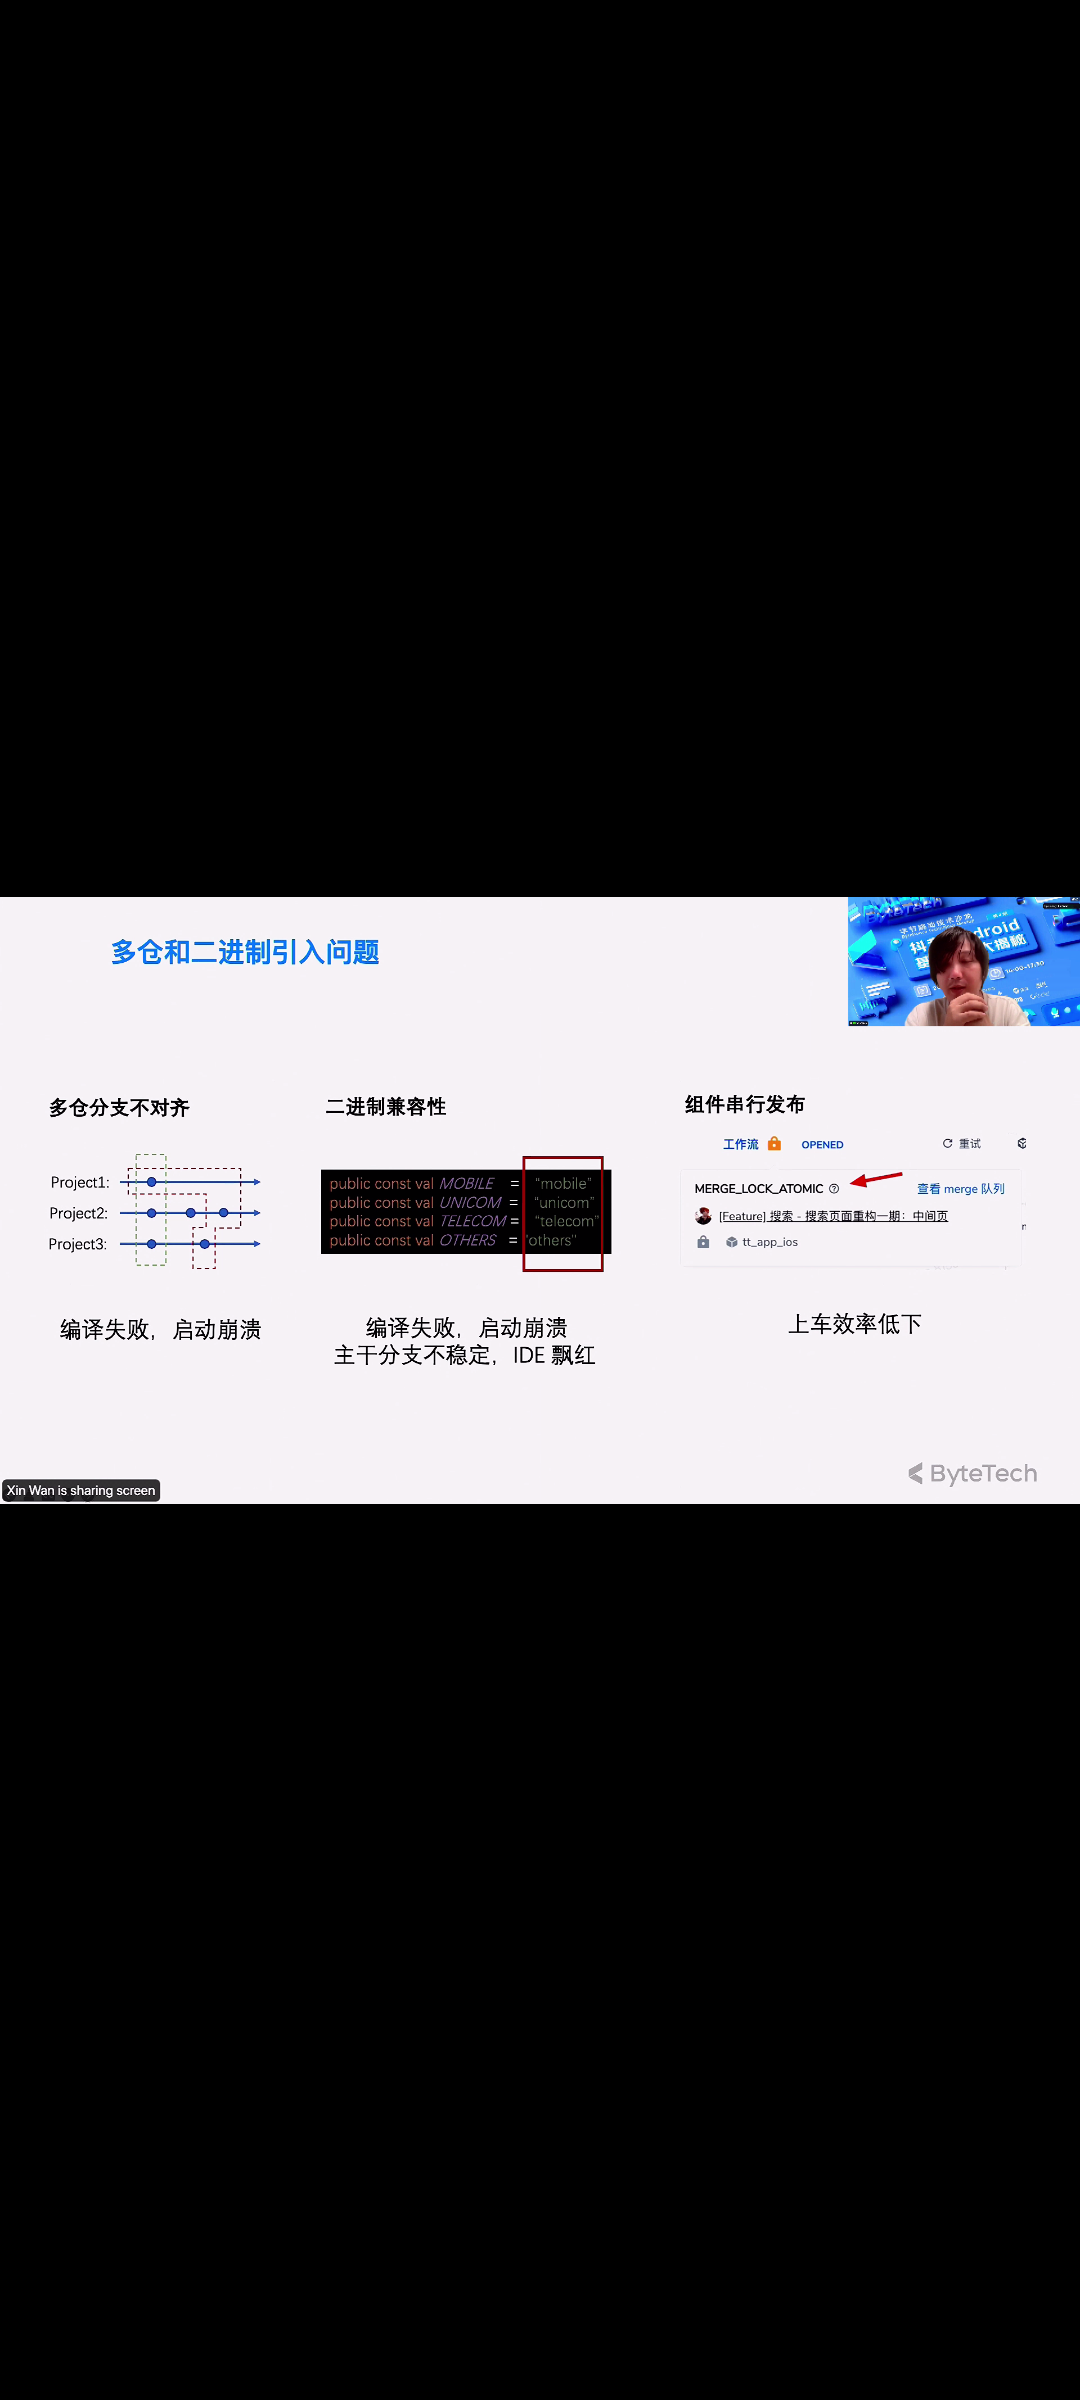 多仓和二进制引入问题
多仓分支不对齐
Project1:
Project2:
Project3:
编译失败，启动崩溃
二进制兼容性
public const val MOBILE = "mobile"
public const val UNICOM = "unicom"
public const val TELECOM = "telecom"
public const val OTHERS = "others"
编译失败，启动崩溃
主干分支不稳定，IDE 飘红
组件串行发布
工作流 OPENED 重试
MERGE_LOCK_ATOMIC 查看 merge 队列
[Feature] 搜索 - 搜索页面重构一期：中间页
tt_app_ios
上车效率低下
ByteTech
Xin Wan is sharing screen